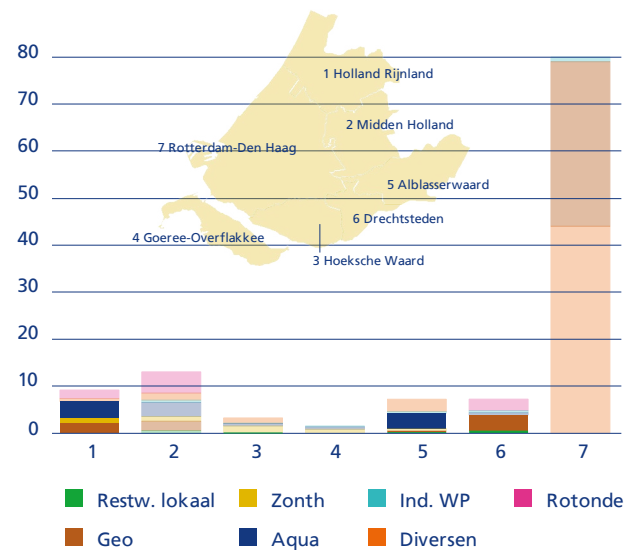 80
1 Holland Rijnland
70
2 Midden Holland
60
7 Rotterdam-Den Haag
5 Alblasserwaard
50
6 Drechtsteden
4 Goeree-Overflakkee
40
3 Hoeksche Waard
30
20
10
0
1 2 3 4 5 6 7
Restw. lokaal Zonth Ind. WP Rotonde
Geo Aqua Diversen